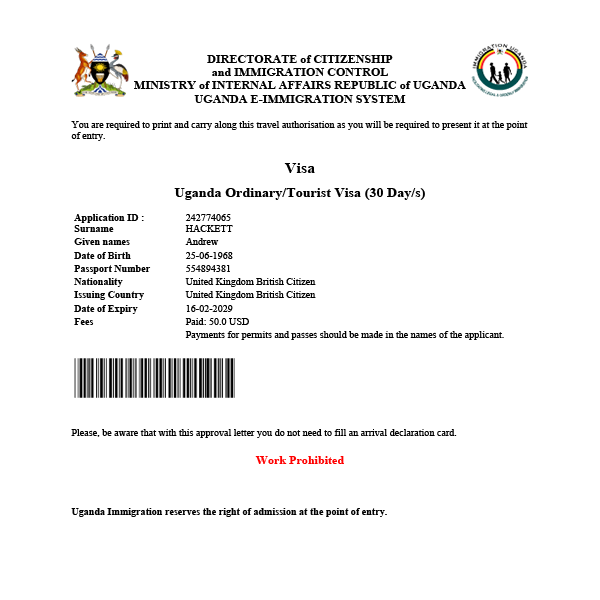 DIRECTORATE of CITIZENSHIP
and IMMIGRATION CONTROL
MINISTRY of INTERNAL AFFAIRS REPUBLIC of UGANDA
UGANDA E-IMMIGRATION SYSTEM
IMMIGRATION UGANDA
You are required to print and carry along this travel authorisation as you will be required to present it at the point
of entry.
Visa
Uganda Ordinary/Tourist Visa (30 Day/s)
Application ID : 242774065
Surname HACKETT
Given names Andrew
Date of Birth 25-06-1968
Passport Number 554894381
Nationality United Kingdom British Citizen
Issuing Country United Kingdom British Citizen
Date of Expiry 16-02-2029
Fees Paid: 50.0 USD
Payments for permits and passes should be made in the names of the applicant.
Please, be aware that with this approval letter you do not need to fill an arrival declaration card.
Work Prohibited
Uganda Immigration reserves the right of admission at the point of entry.